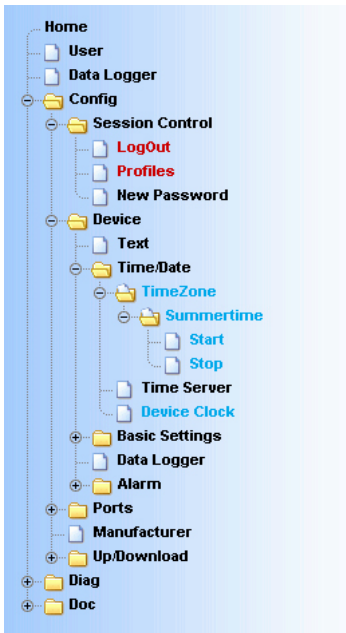 Home
User
Data Logger
Config
Session Control
LogOut
Profiles
New Password
Device
Text
Time/Date
TimeZone
Summertime
Start
Stop
Time Server
Device Clock
Basic Settings
Data Logger
Alarm
Ports
Manufacturer
Up/Download
Diag
Doc